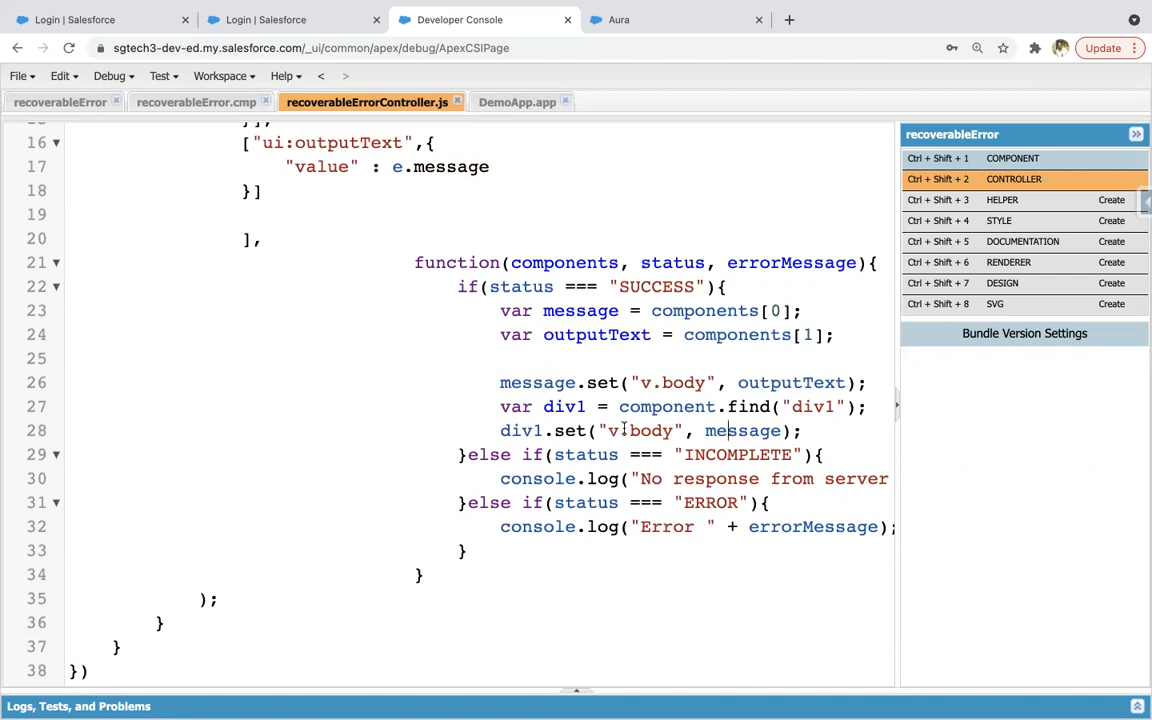 Login | Salesforce
Login | Salesforce
Developer Console
Aura
sgtech3-dev-ed.my.salesforce.com/_ui/common/apex/debug/ApexCSIPage
Update
File Edit Debug Test Workspace Help < >
recoverableError
recoverableError.cmp
recoverableErrorController.js
DemoApp.app
}],
16 ["ui:outputText",{
17 "value" : e.message
18 }]
19
20 ],
21 function(components, status, errorMessage){
22 if(status === "SUCCESS"){
23 var message = components[0];
24 var outputText = components[1];
25
26 message.set("v.body", outputText);
27 var div1 = component.find("div1");
28 div1.set("v.body", message);
29 }else if(status === "INCOMPLETE"){
30 console.log("No response from server
31 }else if(status === "ERROR"){
32 console.log("Error " + errorMessage);
33 }
34 }
35 );
36 }
37 }
38 })
recoverableError
Ctrl + Shift + 1 COMPONENT
Ctrl + Shift + 2 CONTROLLER
Ctrl + Shift + 3 HELPER Create
Ctrl + Shift + 4 STYLE Create
Ctrl + Shift + 5 DOCUMENTATION Create
Ctrl + Shift + 6 RENDERER Create
Ctrl + Shift + 7 DESIGN Create
Ctrl + Shift + 8 SVG Create
Bundle Version Settings
Logs, Tests, and Problems